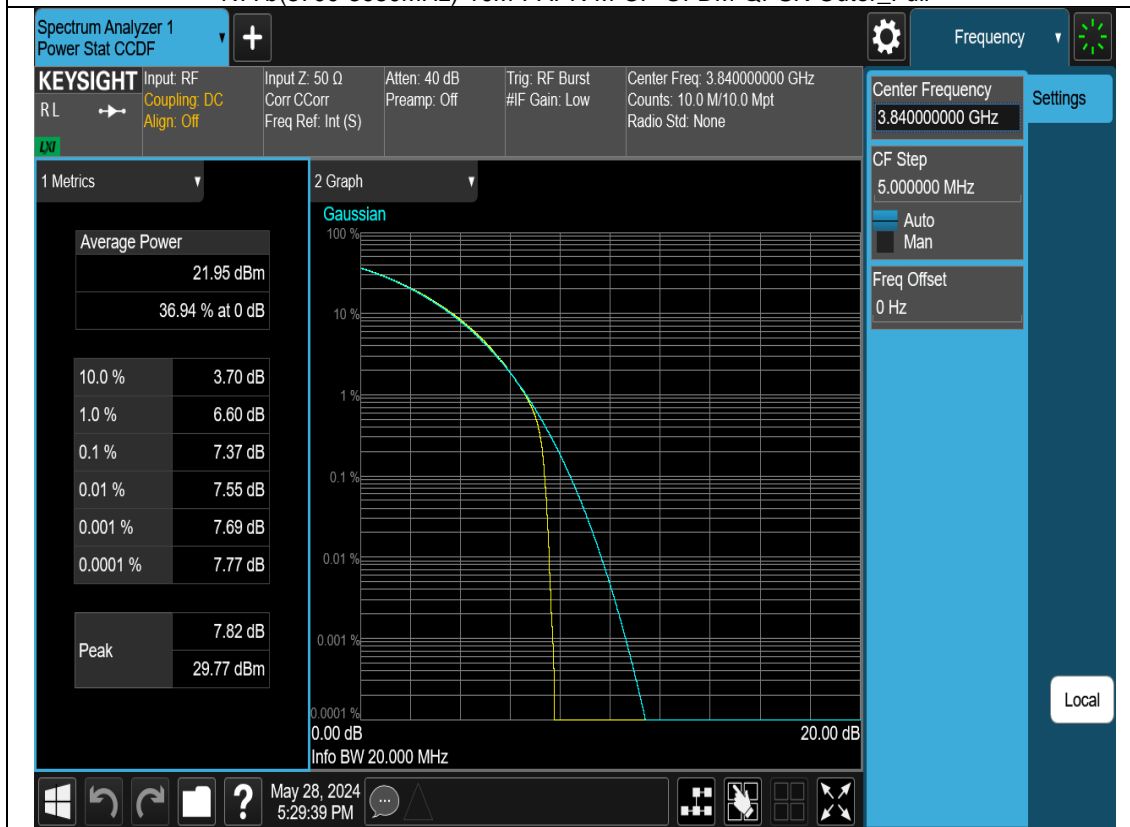 Spectrum Analyzer 1
Power Stat CCDF
+
Frequency
KEYSIGHT
R L
LXI
Input: RF
Coupling: DC
Align: Off
Input Z: 50 Ω
Corr CCorr
Freq Ref: Int (S)
Atten: 40 dB
Preamp: Off
Trig: RF Burst
#IF Gain: Low
Center Freq: 3.840000000 GHz
Counts: 10.0 M/10.0 Mpt
Radio Std: None
Center Frequency
3.840000000 GHz
Settings
CF Step
5.000000 MHz
Auto
Man
Freq Offset
0 Hz
Local
1 Metrics
Average Power
21.95 dBm
36.94 % at 0 dB
10.0 % 3.70 dB
1.0 % 6.60 dB
0.1 % 7.37 dB
0.01 % 7.55 dB
0.001 % 7.69 dB
0.0001 % 7.77 dB
Peak
7.82 dB
29.77 dBm
2 Graph
Gaussian
100 %
10 %
1 %
0.1 %
0.01 %
0.001 %
0.0001 %
0.00 dB 20.00 dB
Info BW 20.000 MHz
?
May 28, 2024
5:29:39 PM